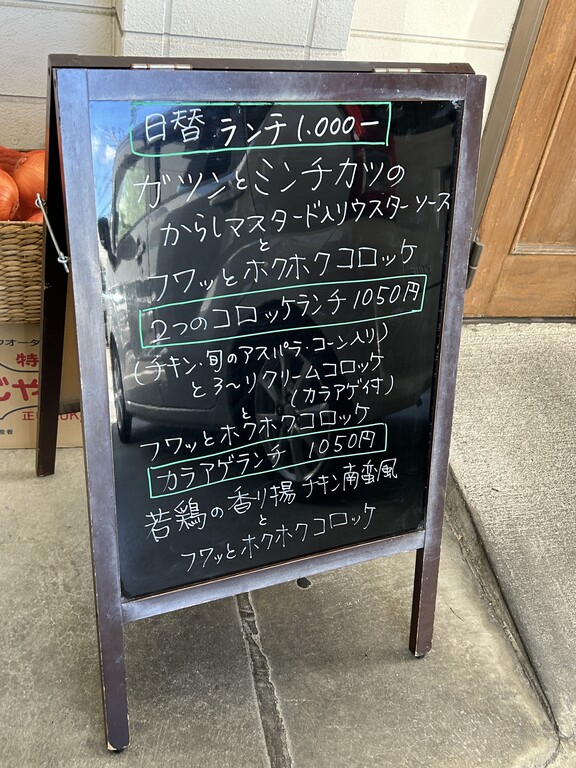 日替 ランチ 1.000ー
ガツンとミンチカツの
からしマスタード入りウスターソース
と
フワッとホクホクコロッケ
2つのコロッケランチ 1050円
(チキン・旬のアスパラ・コーン入り)
とろ〜りクリームコロッケ
(カラアゲ付)
と
フワッとホクホクコロッケ
カラアゲランチ 1050円
若鶏の香り揚 チキン南蛮風
と
フワッとホクホクコロッケ
特